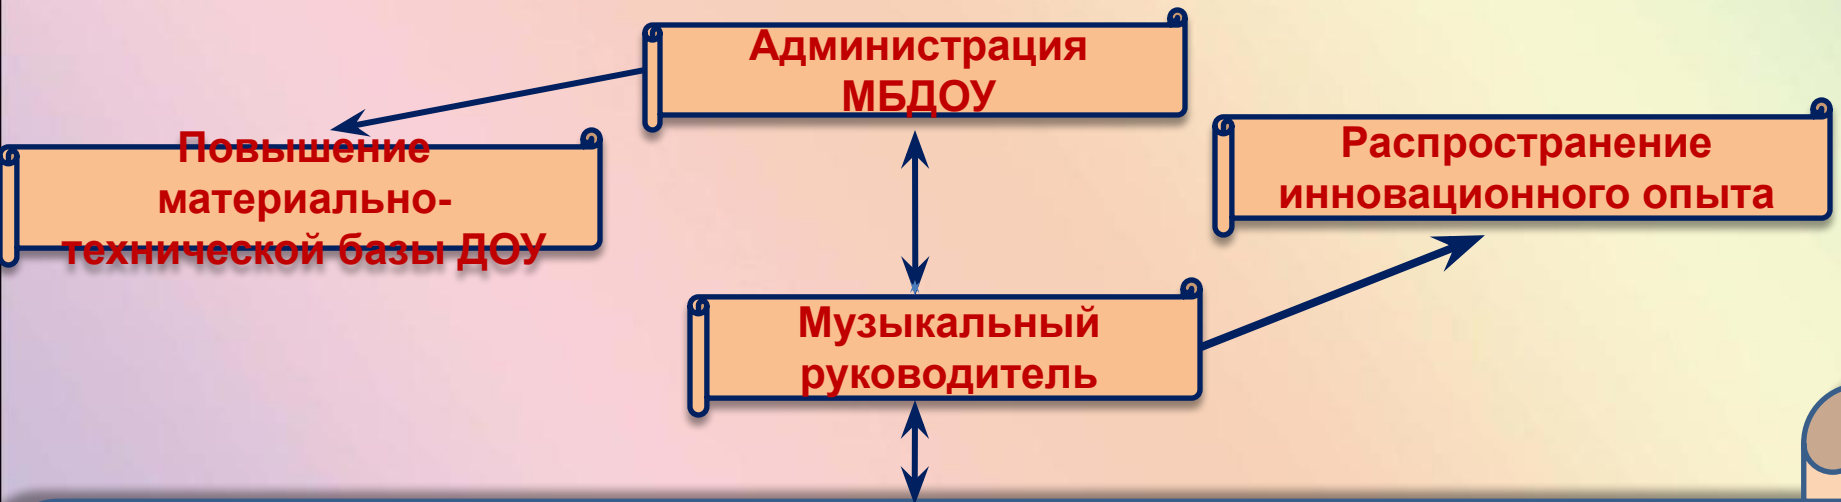 Администрация
МБДОУ
Повышение
материально-
технической базы ДОУ
Распространение
инновационного опыта
Музыкальный
руководитель